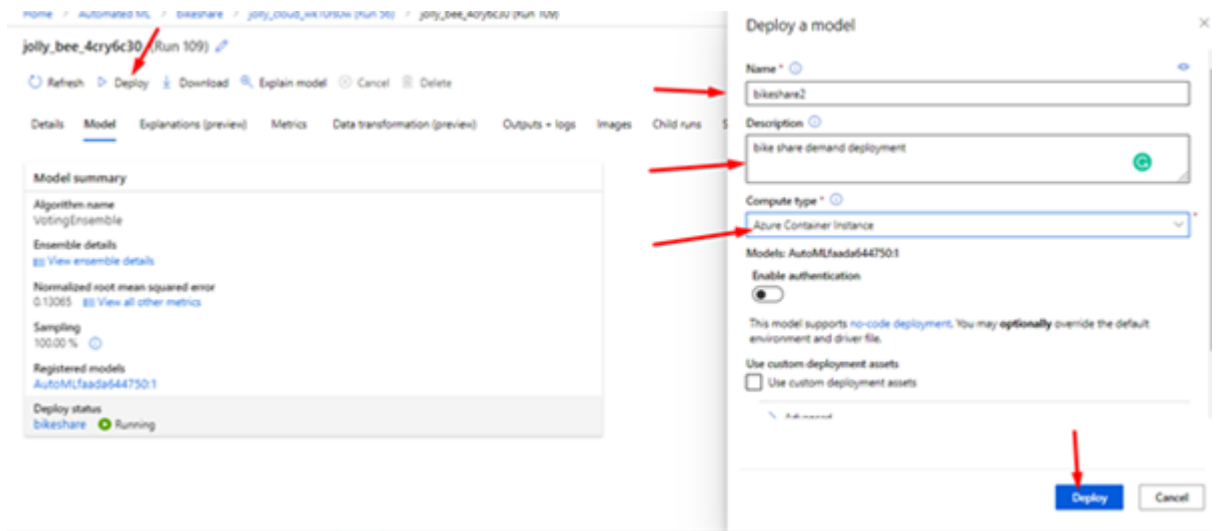 Home > Automated ML > bikeshare > jolly_cloud_wk10rs0w (Run 56) > jolly_bee_4cry6c30 (Run 109)
jolly_bee_4cry6c30 (Run 109)
Refresh Deploy Download Explain model Cancel Delete
Details Model Explanations (preview) Metrics Data transformation (preview) Outputs + logs Images Child runs S
Model summary
Algorithm name
VotingEnsemble
Ensemble details
View ensemble details
Normalized root mean squared error
0.13065 View all other metrics
Sampling
100.00 %
Registered models
AutoMLfaada644750:1
Deploy status
bikeshare Running
Deploy a model
Name *
bikeshare2
Description
bike share demand deployment
Compute type *
Azure Container Instance
*
Models: AutoMLfaada644750:1
Enable authentication
This model supports no-code deployment. You may optionally override the default
environment and driver file.
Use custom deployment assets
Use custom deployment assets
Advanced
Deploy Cancel